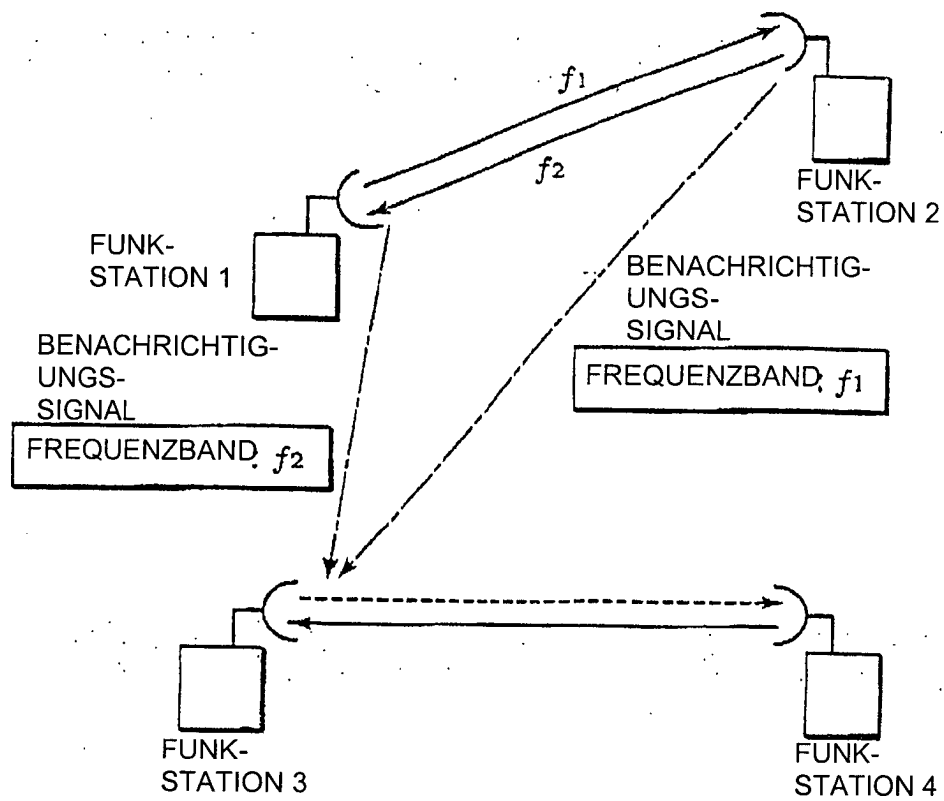 f1
f2
FUNK-
STATION 2
FUNK-
STATION 1
BENACHRICHTIG-
UNGS-
SIGNAL
FREQUENZBAND: f1
BENACHRICHTIG-
UNGS-
SIGNAL
FREQUENZBAND: f2
FUNK-
STATION 3
FUNK-
STATION 4